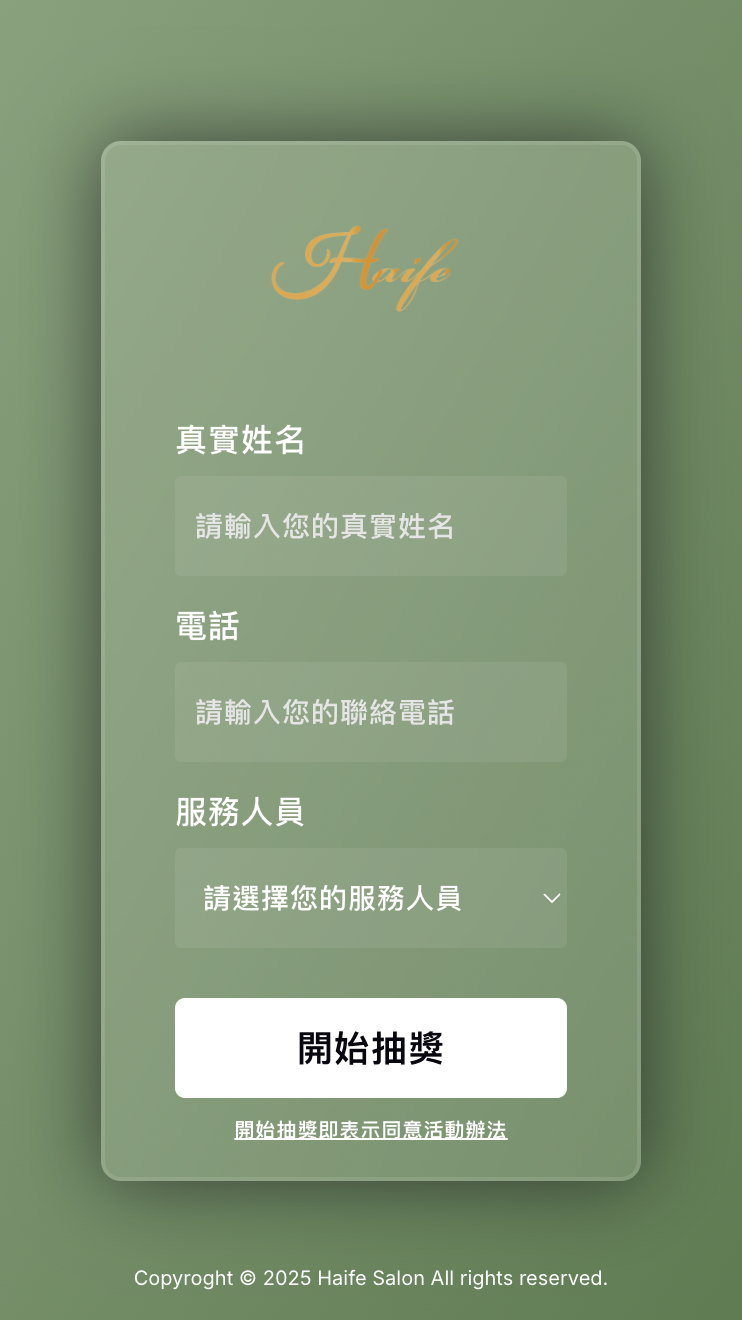 Haife
真實姓名
請輸入您的真實姓名
電話
請輸入您的聯絡電話
服務人員
請選擇您的服務人員
開始抽獎
開始抽獎即表示同意活動辦法
Copyroght © 2025 Haife Salon All rights reserved.